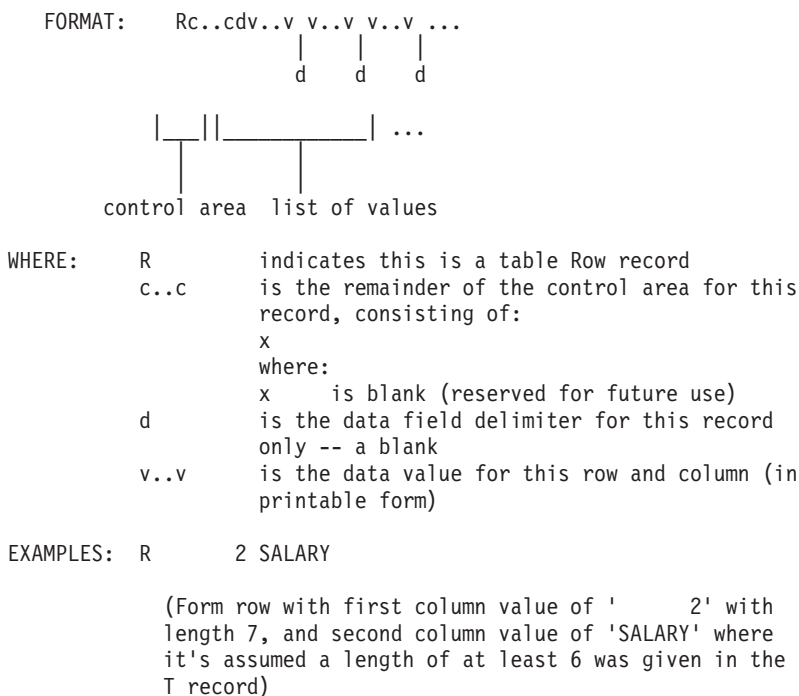 FORMAT:    Rc..cdv..v v..v v..v ...
                     |    |    |
                     d    d    d

         |___||____________| ...
           |         |
           |         |
     control area  list of values

WHERE:     R         indicates this is a table Row record
           c..c      is the remainder of the control area for this
                     record, consisting of:
                     x
                     where:
                     x     is blank (reserved for future use)
           d         is the data field delimiter for this record
                     only -- a blank
           v..v      is the data value for this row and column (in
                     printable form)

EXAMPLES:  R       2 SALARY

             (Form row with first column value of '      2' with
             length 7, and second column value of 'SALARY' where
             it's assumed a length of at least 6 was given in the
             T record)